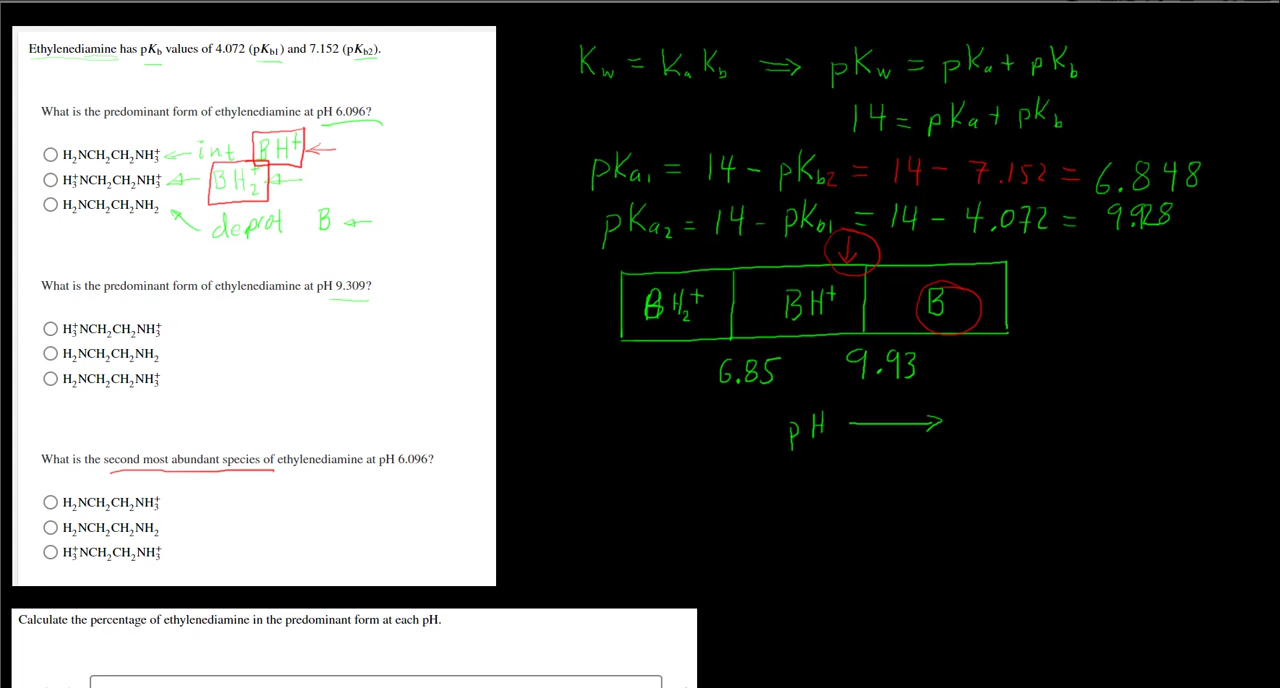 Ethylenediamine has pKb values of 4.072 (pKb1) and 7.152 (pKb2).
What is the predominant form of ethylenediamine at pH 6.096?
H₂NCH₂CH₂NH₃⁺ ← int BH⁺ ←
H₃⁺NCH₂CH₂NH₃⁺ ← BH₂⁺ ←
H₂NCH₂CH₂NH₂
deprot B ←
What is the predominant form of ethylenediamine at pH 9.309?
H₃⁺NCH₂CH₂NH₃⁺
H₂NCH₂CH₂NH₂
H₂NCH₂CH₂NH₃⁺
What is the second most abundant species of ethylenediamine at pH 6.096?
H₂NCH₂CH₂NH₃⁺
H₂NCH₂CH₂NH₂
H₃⁺NCH₂CH₂NH₃⁺
Calculate the percentage of ethylenediamine in the predominant form at each pH.
Kw = Ka Kb ⟹ pKw = pKa + pKb
14 = pKa + pKb
pKa1 = 14 - pKb2 = 14 - 7.152 = 6.848
pKa2 = 14 - pKb1 = 14 - 4.072 = 9.928
↓
BH₂⁺ BH⁺ B
6.85 9.93
pH →